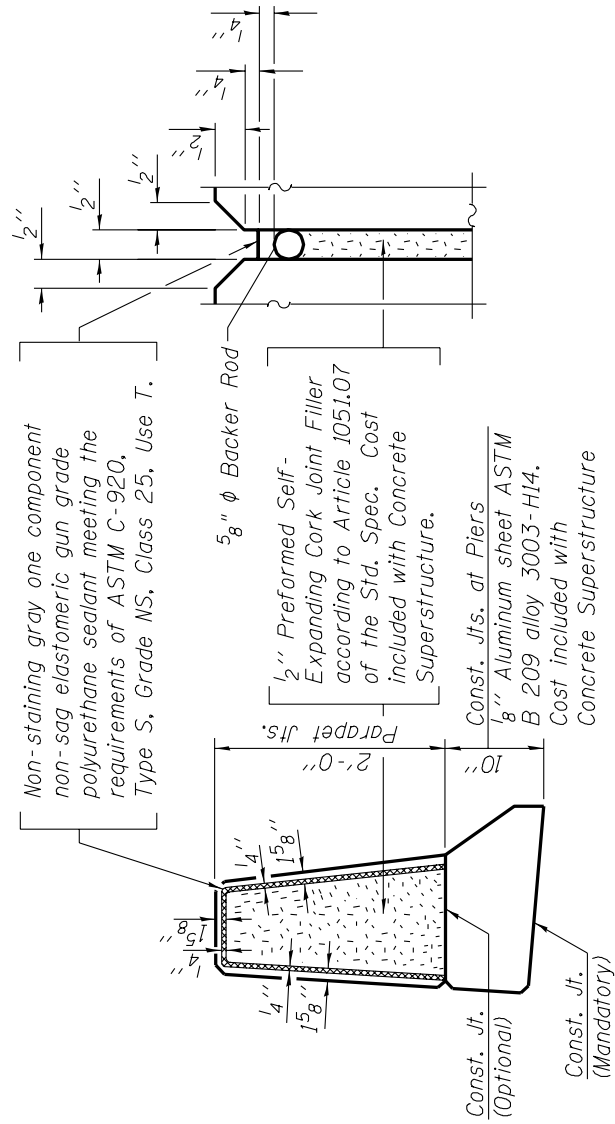 Non-staining gray one component
non-sag elastomeric gun grade
polyurethane sealant meeting the
requirements of ASTM C-920,
Type S, Grade NS, Class 25, Use T.
5/8" ϕ Backer Rod
1/2" Preformed Self-
Expanding Cork Joint Filler
according to Article 1051.07
of the Std. Spec. Cost
included with Concrete
Superstructure.
Const. Jts. at Piers
1/8" Aluminum sheet ASTM
B 209 alloy 3003-H14.
Cost included with
Concrete Superstructure
1/2"
1/2"
1/2"
1/2"
1/4"
1/4"
Parapet Jts.
2'-0"
10"
1/4"
1 5/8"
1/4"
1 5/8"
1/4"
1 5/8"
Const. Jt.
(Optional)
Const. Jt.
(Mandatory)